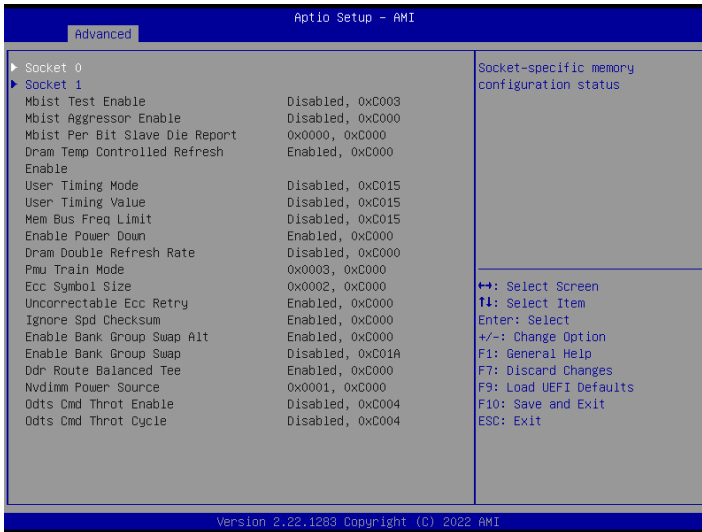 Aptio Setup - AMI
Advanced
Socket 0
Socket 1
Mbist Test Enable Disabled, 0xC003
Mbist Aggressor Enable Disabled, 0xC000
Mbist Per Bit Slave Die Report 0x0000, 0xC000
Dram Temp Controlled Refresh Enabled, 0xC000
Enable
User Timing Mode Disabled, 0xC015
User Timing Value Disabled, 0xC015
Mem Bus Freq Limit Disabled, 0xC015
Enable Power Down Enabled, 0xC000
Dram Double Refresh Rate Disabled, 0xC000
Pmu Train Mode 0x0003, 0xC000
Ecc Symbol Size 0x0002, 0xC000
Uncorrectable Ecc Retry Enabled, 0xC000
Ignore Spd Checksum Enabled, 0xC000
Enable Bank Group Swap Alt Enabled, 0xC000
Enable Bank Group Swap Disabled, 0xC01A
Ddr Route Balanced Tee Enabled, 0xC000
Nvdimm Power Source 0x0001, 0xC000
Odts Cmd Throt Enable Disabled, 0xC004
Odts Cmd Throt Cycle Disabled, 0xC004
Socket-specific memory
configuration status
↔: Select Screen
↑↓: Select Item
Enter: Select
+/-: Change Option
F1: General Help
F7: Discard Changes
F9: Load UEFI Defaults
F10: Save and Exit
ESC: Exit
Version 2.22.1283 Copyright (C) 2022 AMI